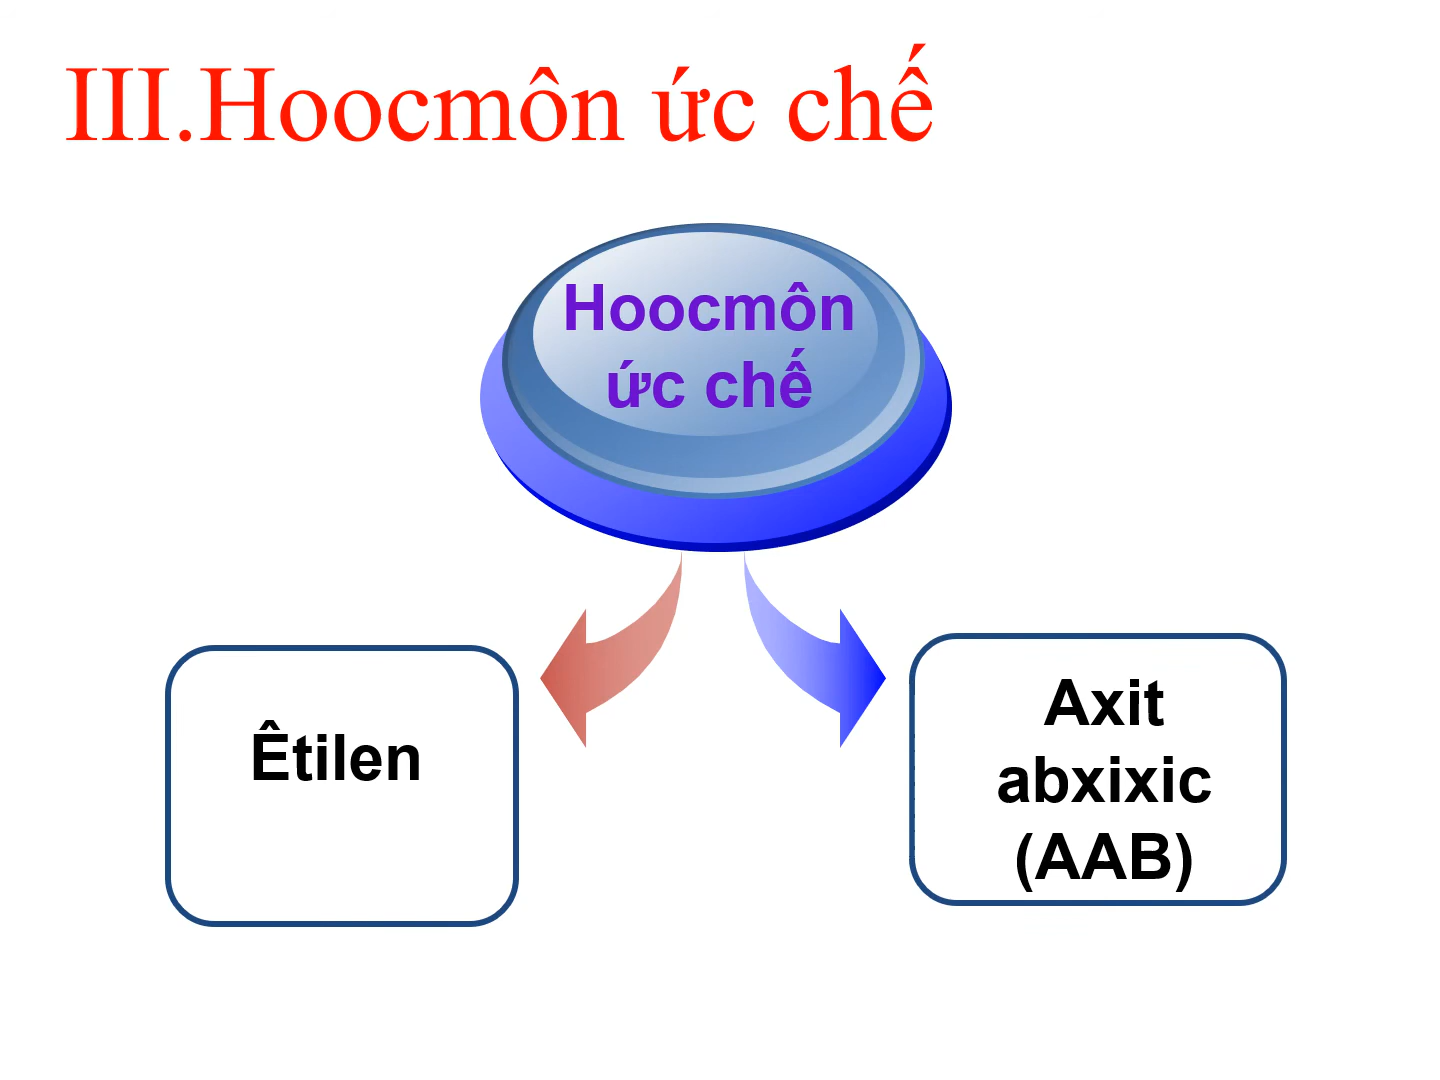 III.Hoocmôn ức chế
Hoocmôn
ức chế
Êtilen
Axit
abxixic
(AAB)